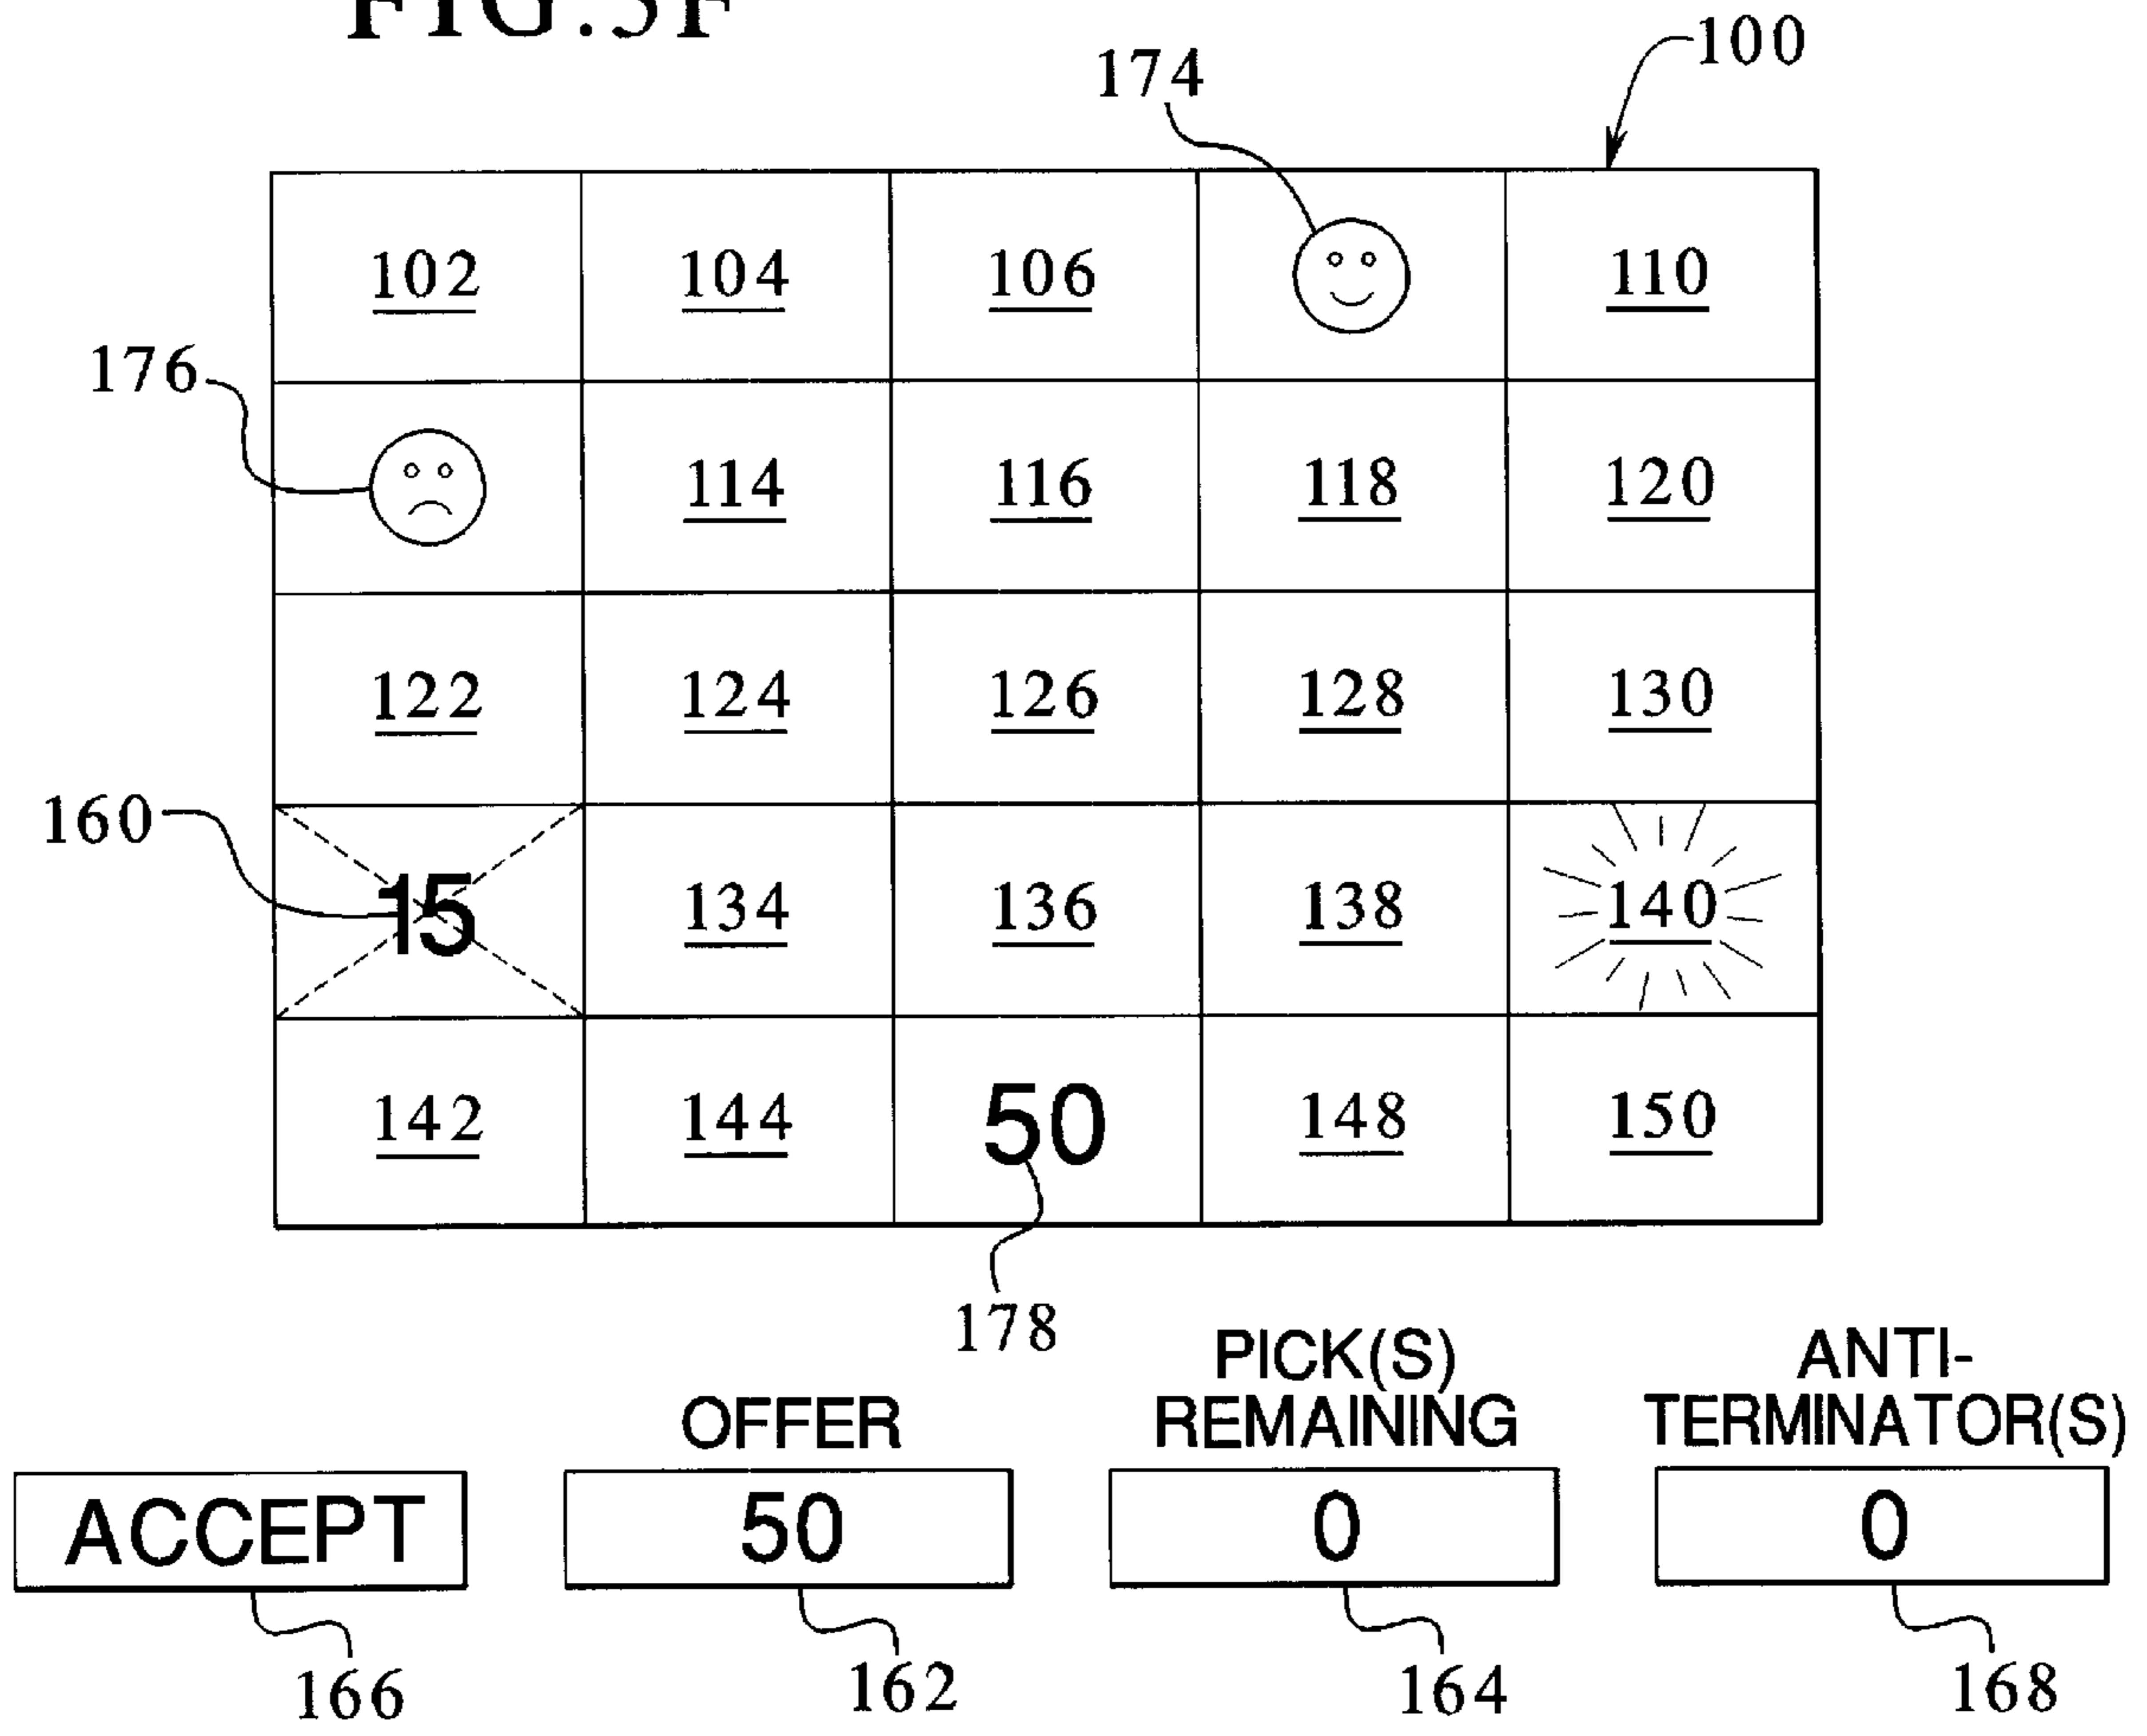 FIG.5F
100
174
102 104 106 110
176
114 116 118 120
122 124 126 128 130
160
15 134 136 138 140
142 144 50 148 150
178
PICK(S) ANTI-
OFFER REMAINING TERMINATOR(S)
ACCEPT 50 0 0
166 162 164 168